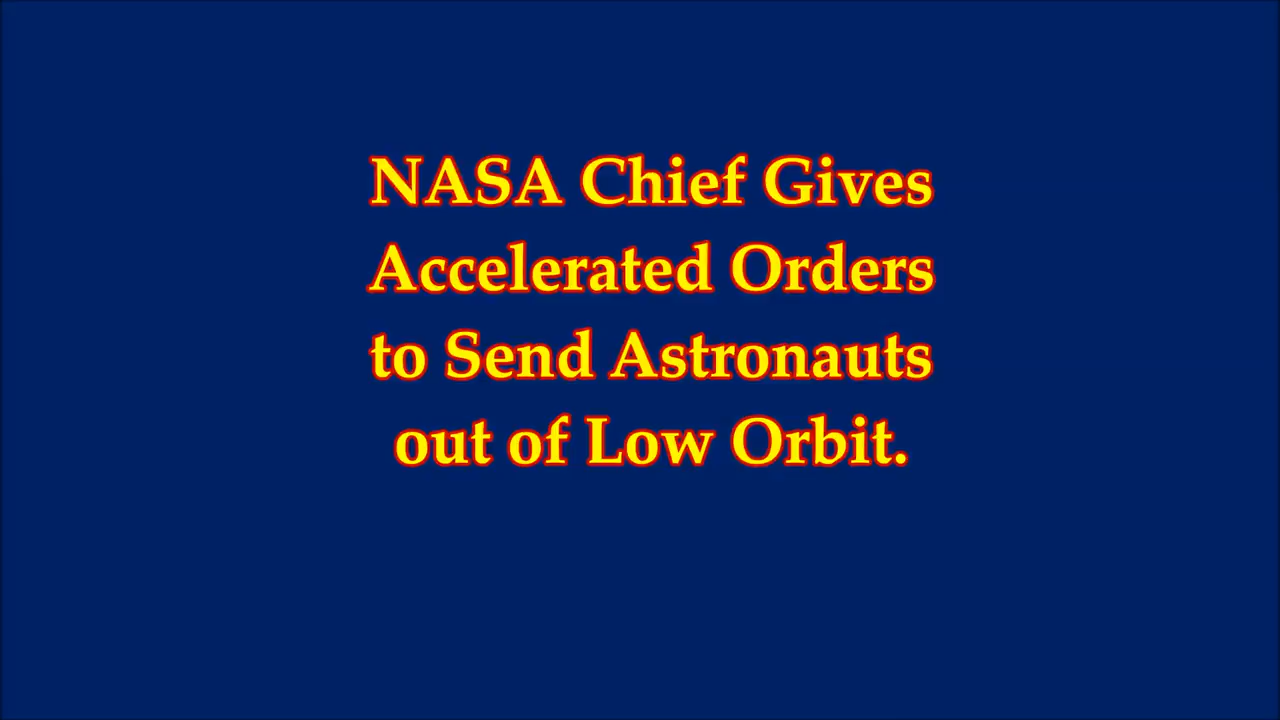 NASA Chief Gives
Accelerated Orders
to Send Astronauts
out of Low Orbit.